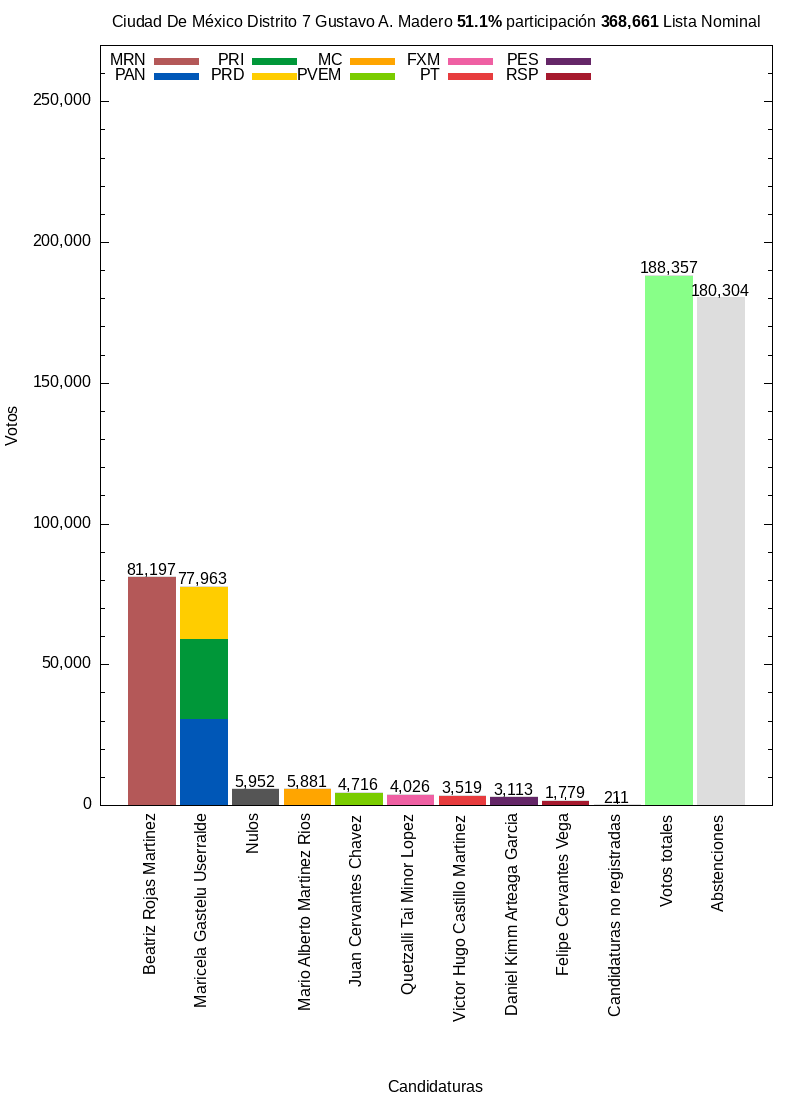 Ciudad De México Distrito 7 Gustavo A. Madero 51.1% participación 368,661 Lista Nominal
MRN PRI MC FXM PES
PAN PRD PVEM PT RSP
250,000
200,000
150,000
100,000
50,000
0
Votos
81,197
77,963
5,952
5,881
4,716
4,026
3,519
3,113
1,779
211
188,357
180,304
Beatriz Rojas Martinez
Maricela Gastelu Userralde
Nulos
Mario Alberto Martinez Rios
Juan Cervantes Chavez
Quetzalli Tai Minor Lopez
Victor Hugo Castillo Martinez
Daniel Kimm Arteaga Garcia
Felipe Cervantes Vega
Candidaturas no registradas
Votos totales
Abstenciones
Candidaturas